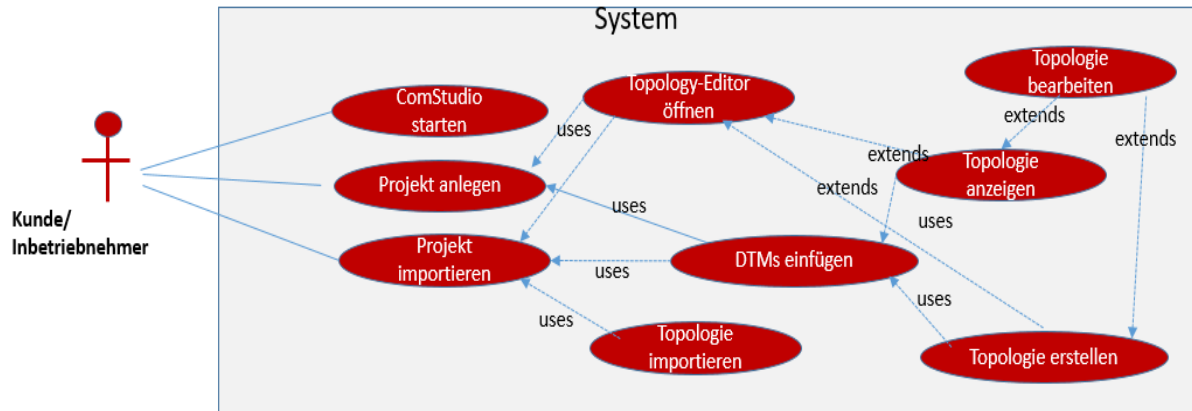 System
Topologie
bearbeiten
ComStudio
starten
Topology-Editor
öffnen
extends
extends
uses
extends
Topologie
anzeigen
Projekt anlegen
extends
uses
uses
Kunde/
Inbetriebnehmer
Projekt
importieren
uses
DTMs einfügen
uses
uses
Topologie
importieren
Topologie erstellen